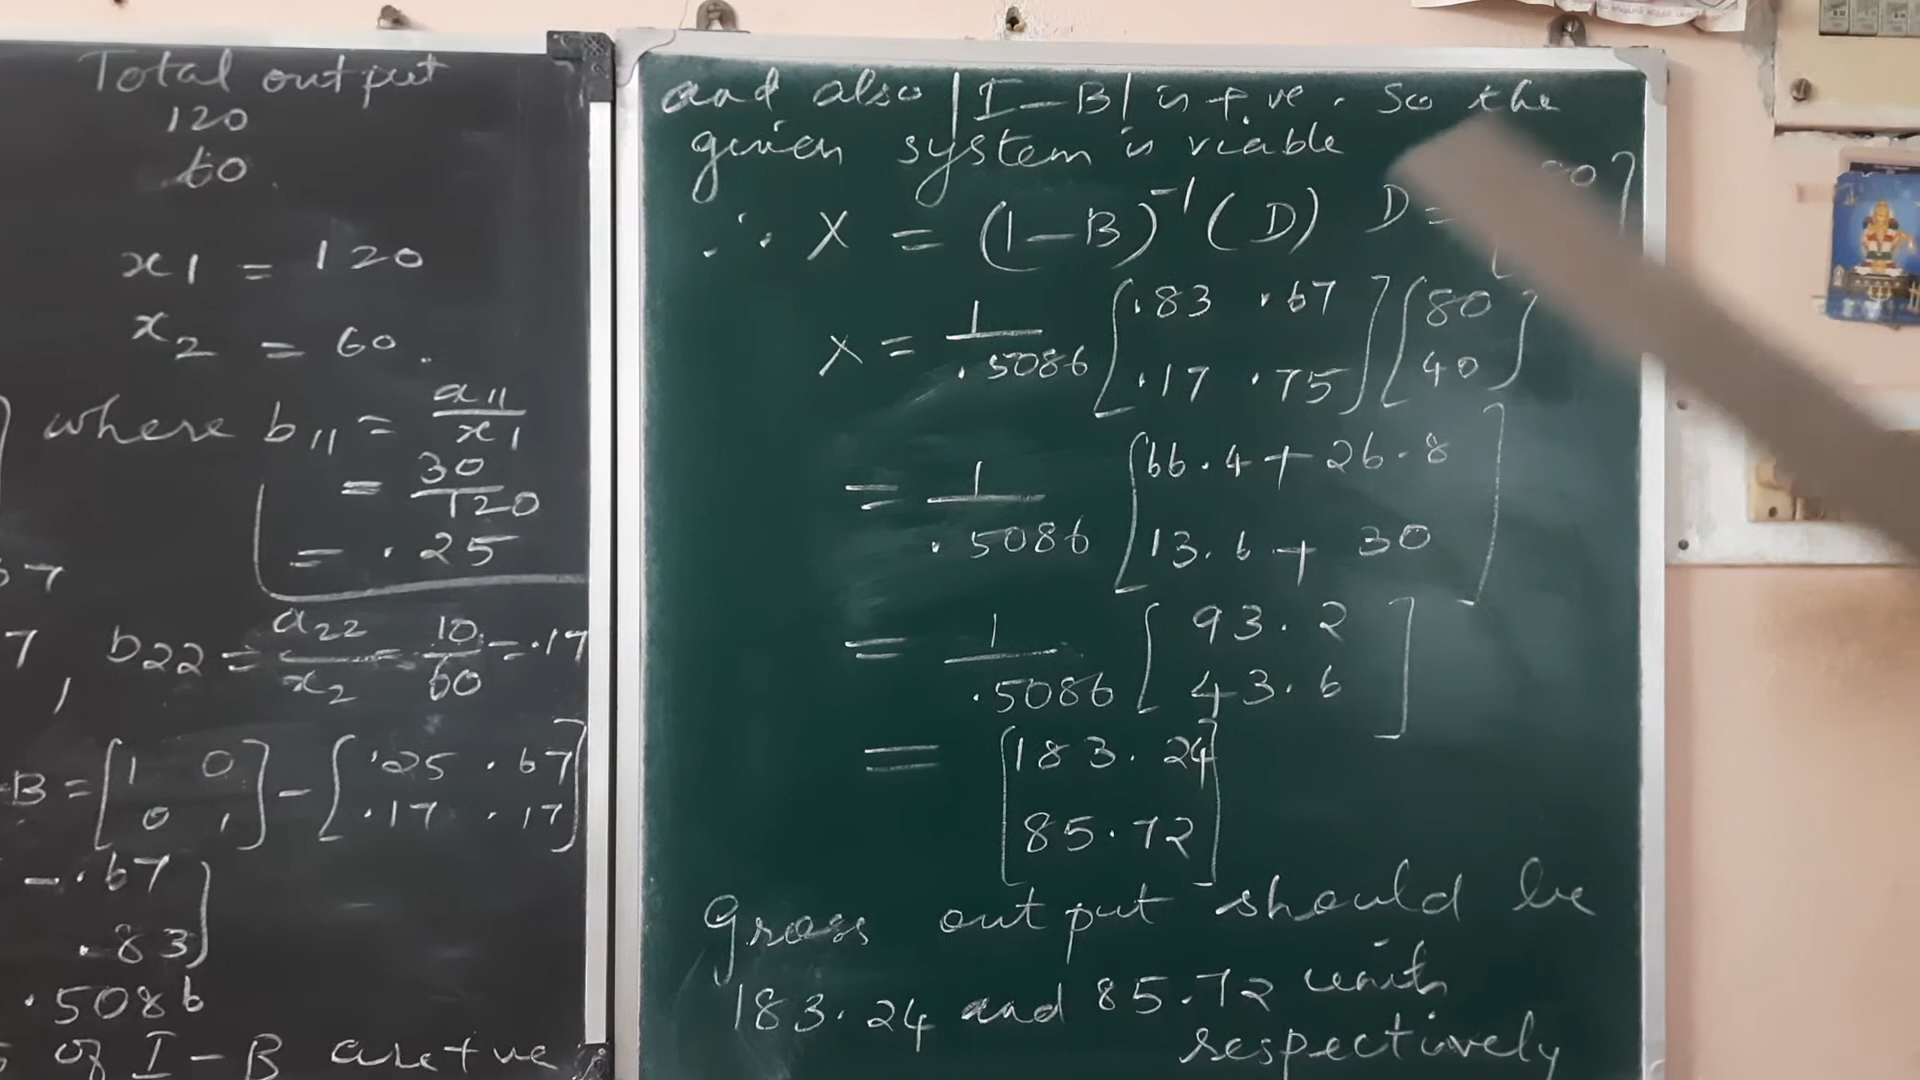 Total output
120
60
x1 = 120
x2 = 60.
where b11 = a11/x1
= 30/120
= .25
67
7, b22 = a22/x2 = 10/60 = .17
B = [1 0] - [.25 .67]
[0 1] [.17 .17]
-.67]
.83]
.5086
of I-B are +ve
and also |I-B| is +ve. So the
given system is viable
∴ X = (I-B)⁻¹(D) D =
X = 1/.5086 [.83 .67] [80]
[.17 .75] [40]
= 1/.5086 [66.4+26.8]
[13.6+30]
= 1/.5086 [93.2]
[43.6]
= [183.24]
[85.72]
Gross output should be
183.24 and 85.72 units
respectively